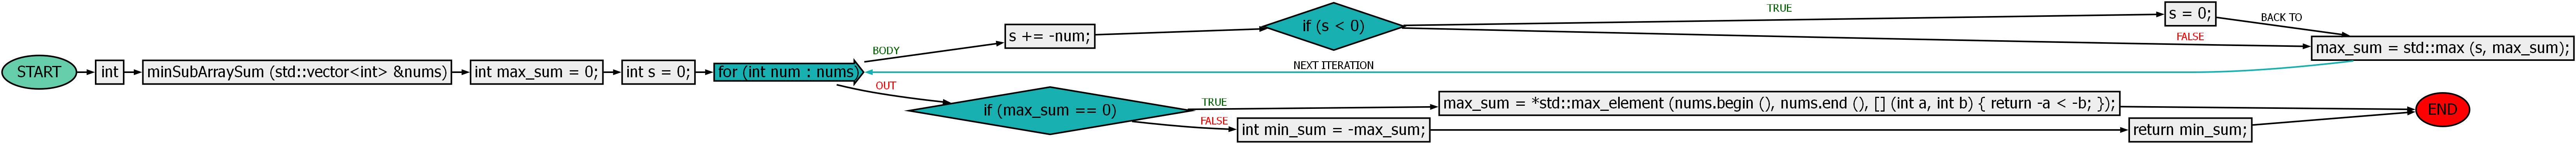 START
int
minSubArraySum (std::vector<int> &nums)
int max_sum = 0;
int s = 0;
for (int num : nums)
BODY
s += -num;
if (s < 0)
TRUE
s = 0;
BACK TO
FALSE
max_sum = std::max (s, max_sum);
NEXT ITERATION
OUT
if (max_sum == 0)
TRUE
max_sum = *std::max_element (nums.begin (), nums.end (), [] (int a, int b) { return -a < -b; });
FALSE
int min_sum = -max_sum;
return min_sum;
END